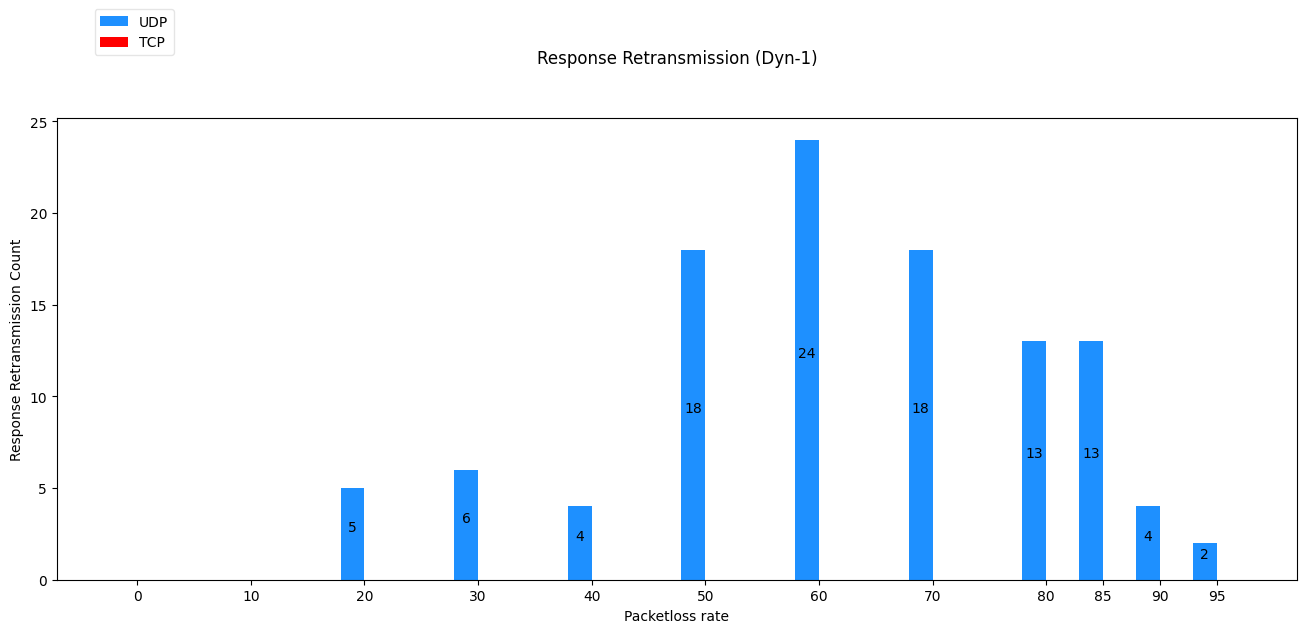 UDP
TCP
Response Retransmission (Dyn-1)
25
20
15
10
5
0
Response Retransmission Count
5
6
4
18
24
18
13
13
4
2
0 10 20 30 40 50 60 70 80 85 90 95
Packetloss rate